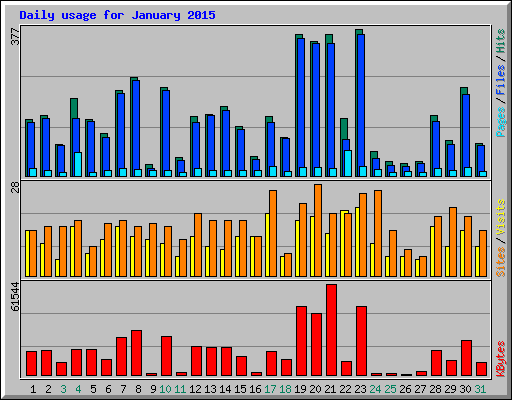 Daily usage for January 2015
377
Pages / Files / Hits
28
Sites / Visits
61544
KBytes
1 2 3 4 5 6 7 8 9 10 11 12 13 14 15 16 17 18 19 20 21 22 23 24 25 26 27 28 29 30 31